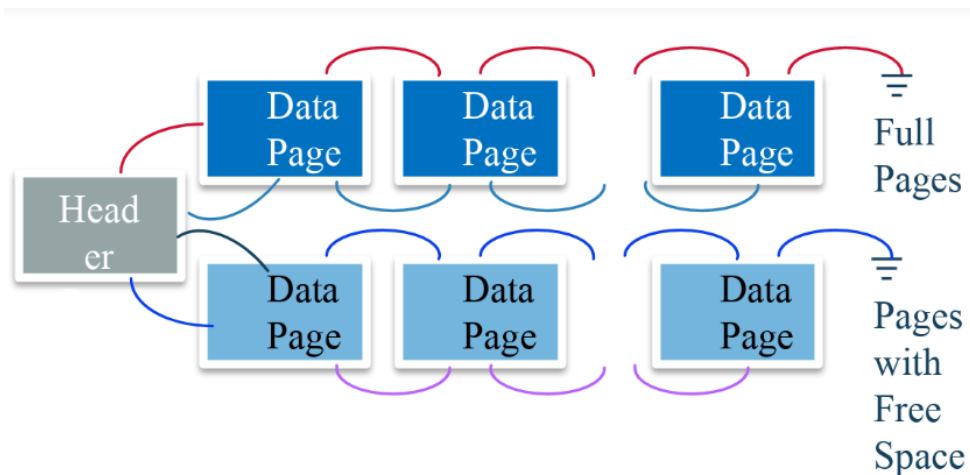 Data
Page
Data
Page
Data
Page
Full
Pages
Head
er
Data
Page
Data
Page
Data
Page
Pages
with
Free
Space